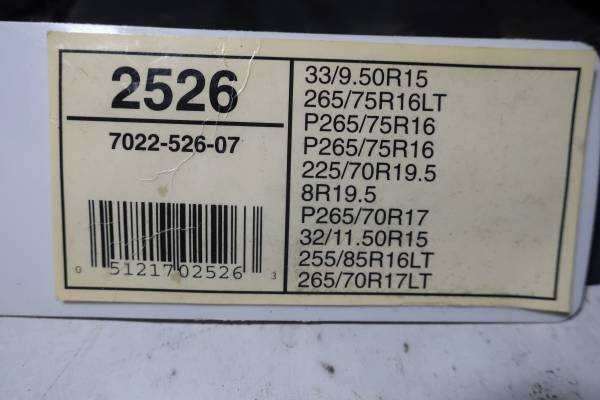 2526
7022-526-07
0 51217 02526 3
33/9.50R15
265/75R16LT
P265/75R16
P265/75R16
225/70R19.5
8R19.5
P265/70R17
32/11.50R15
255/85R16LT
265/70R17LT